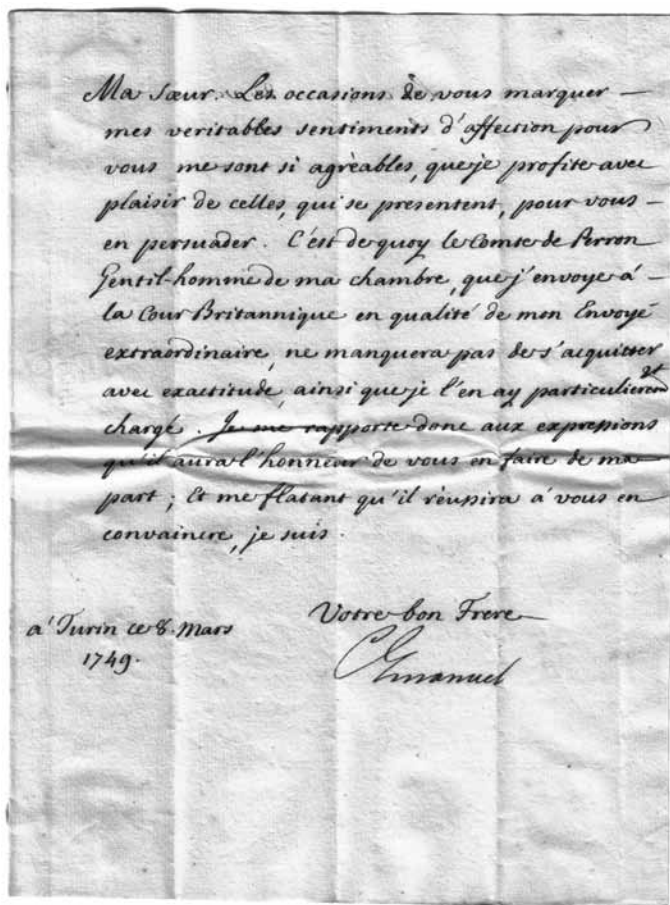 Ma Sœur. Les occasions de vous marquer
mes veritables sentiments d'affection pour
vous me sont si agrèables, que je profite avec
plaisir de celles, qui se presentent, pour vous
en persuader. C'est de quoy le Comte de Perron
Gentil-homme de ma chambre, que j'envoye à
la Cour Britannique en qualité de mon Envoyé
extraordinaire, ne manquera pas de s'acquitter
avec exactitude, ainsi que je l'en ay particulierem.t
chargé. Je me rapporte donc aux expressions
qu'il aura l'honneur de vous en faire de ma
part; Et me flatant qu'il rèussira à vous en
convaincre, je suis.
Votre bon Frere
à Turin ce 8. Mars
1749.
CEmanuel